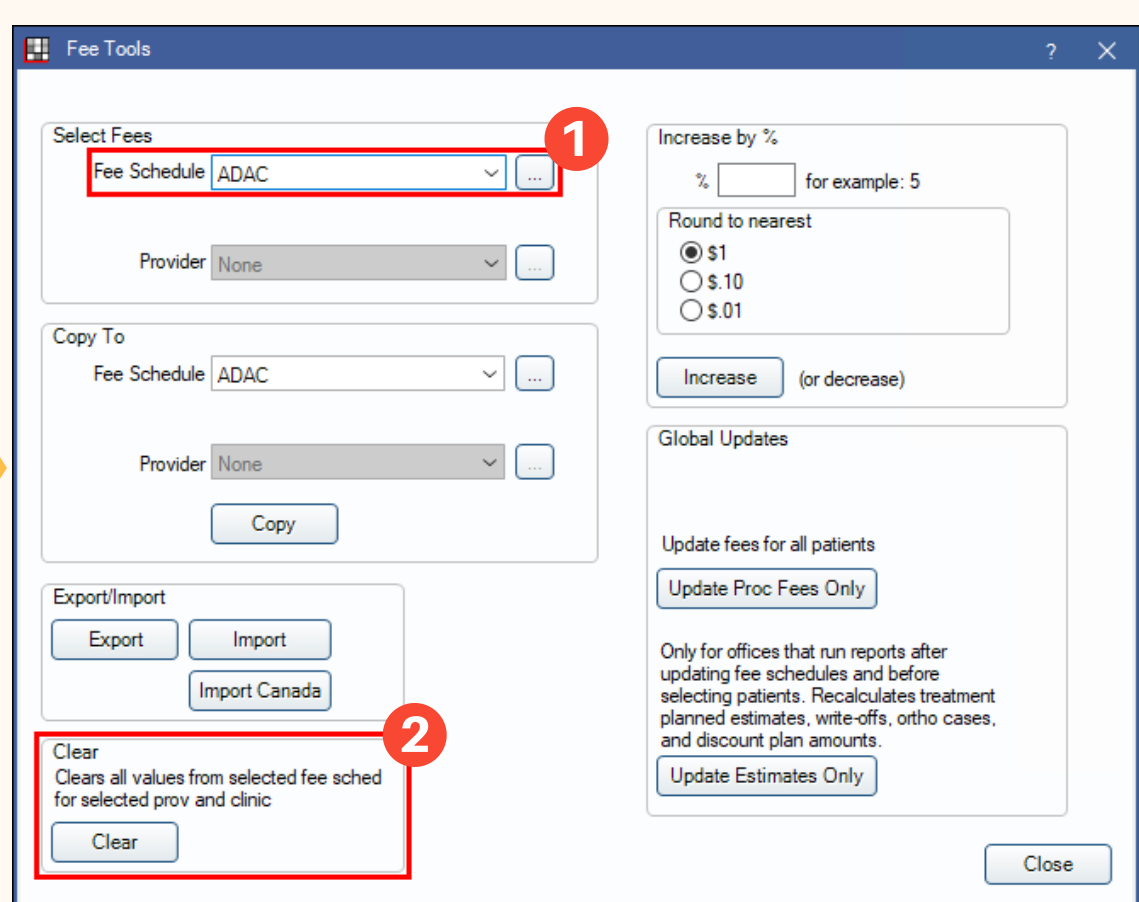 Fee Tools
?
Select Fees
1
Fee Schedule ADAC
...
Provider None
...
Copy To
Fee Schedule ADAC
...
Provider None
...
Copy
Export/Import
Export Import
Import Canada
2
Clear
Clears all values from selected fee sched
for selected prov and clinic
Clear
Increase by %
% for example: 5
Round to nearest
$1
$.10
$.01
Increase (or decrease)
Global Updates
Update fees for all patients
Update Proc Fees Only
Only for offices that run reports after
updating fee schedules and before
selecting patients. Recalculates treatment
planned estimates, write-offs, ortho cases,
and discount plan amounts.
Update Estimates Only
Close